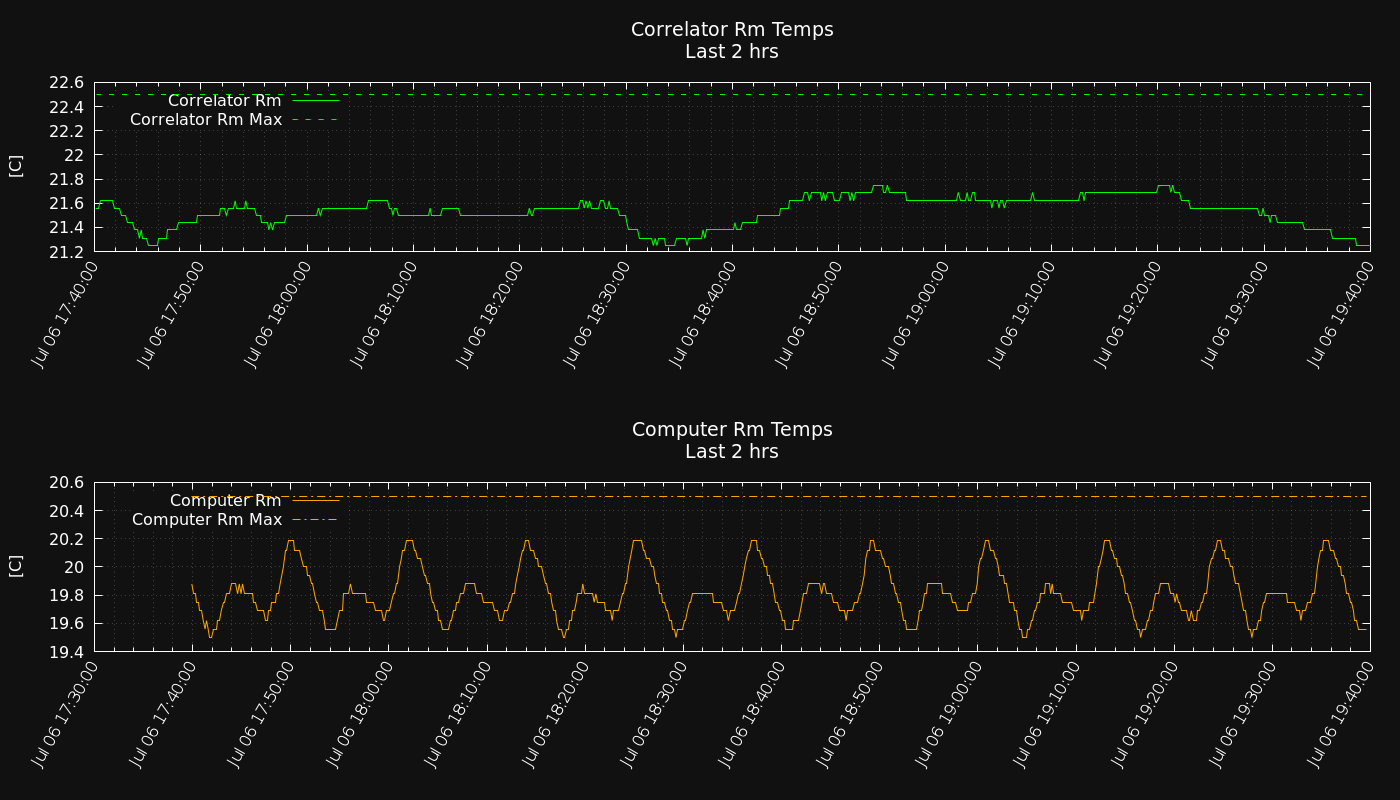 Correlator Rm Temps
Last 2 hrs
22.6
22.4
22.2
22
21.8
21.6
21.4
21.2
[C]
Correlator Rm
Correlator Rm Max
Jul 06 17:40:00
Jul 06 17:50:00
Jul 06 18:00:00
Jul 06 18:10:00
Jul 06 18:20:00
Jul 06 18:30:00
Jul 06 18:40:00
Jul 06 18:50:00
Jul 06 19:00:00
Jul 06 19:10:00
Jul 06 19:20:00
Jul 06 19:30:00
Jul 06 19:40:00
Computer Rm Temps
Last 2 hrs
20.6
20.4
20.2
20
19.8
19.6
19.4
[C]
Computer Rm
Computer Rm Max
Jul 06 17:30:00
Jul 06 17:40:00
Jul 06 17:50:00
Jul 06 18:00:00
Jul 06 18:10:00
Jul 06 18:20:00
Jul 06 18:30:00
Jul 06 18:40:00
Jul 06 18:50:00
Jul 06 19:00:00
Jul 06 19:10:00
Jul 06 19:20:00
Jul 06 19:30:00
Jul 06 19:40:00